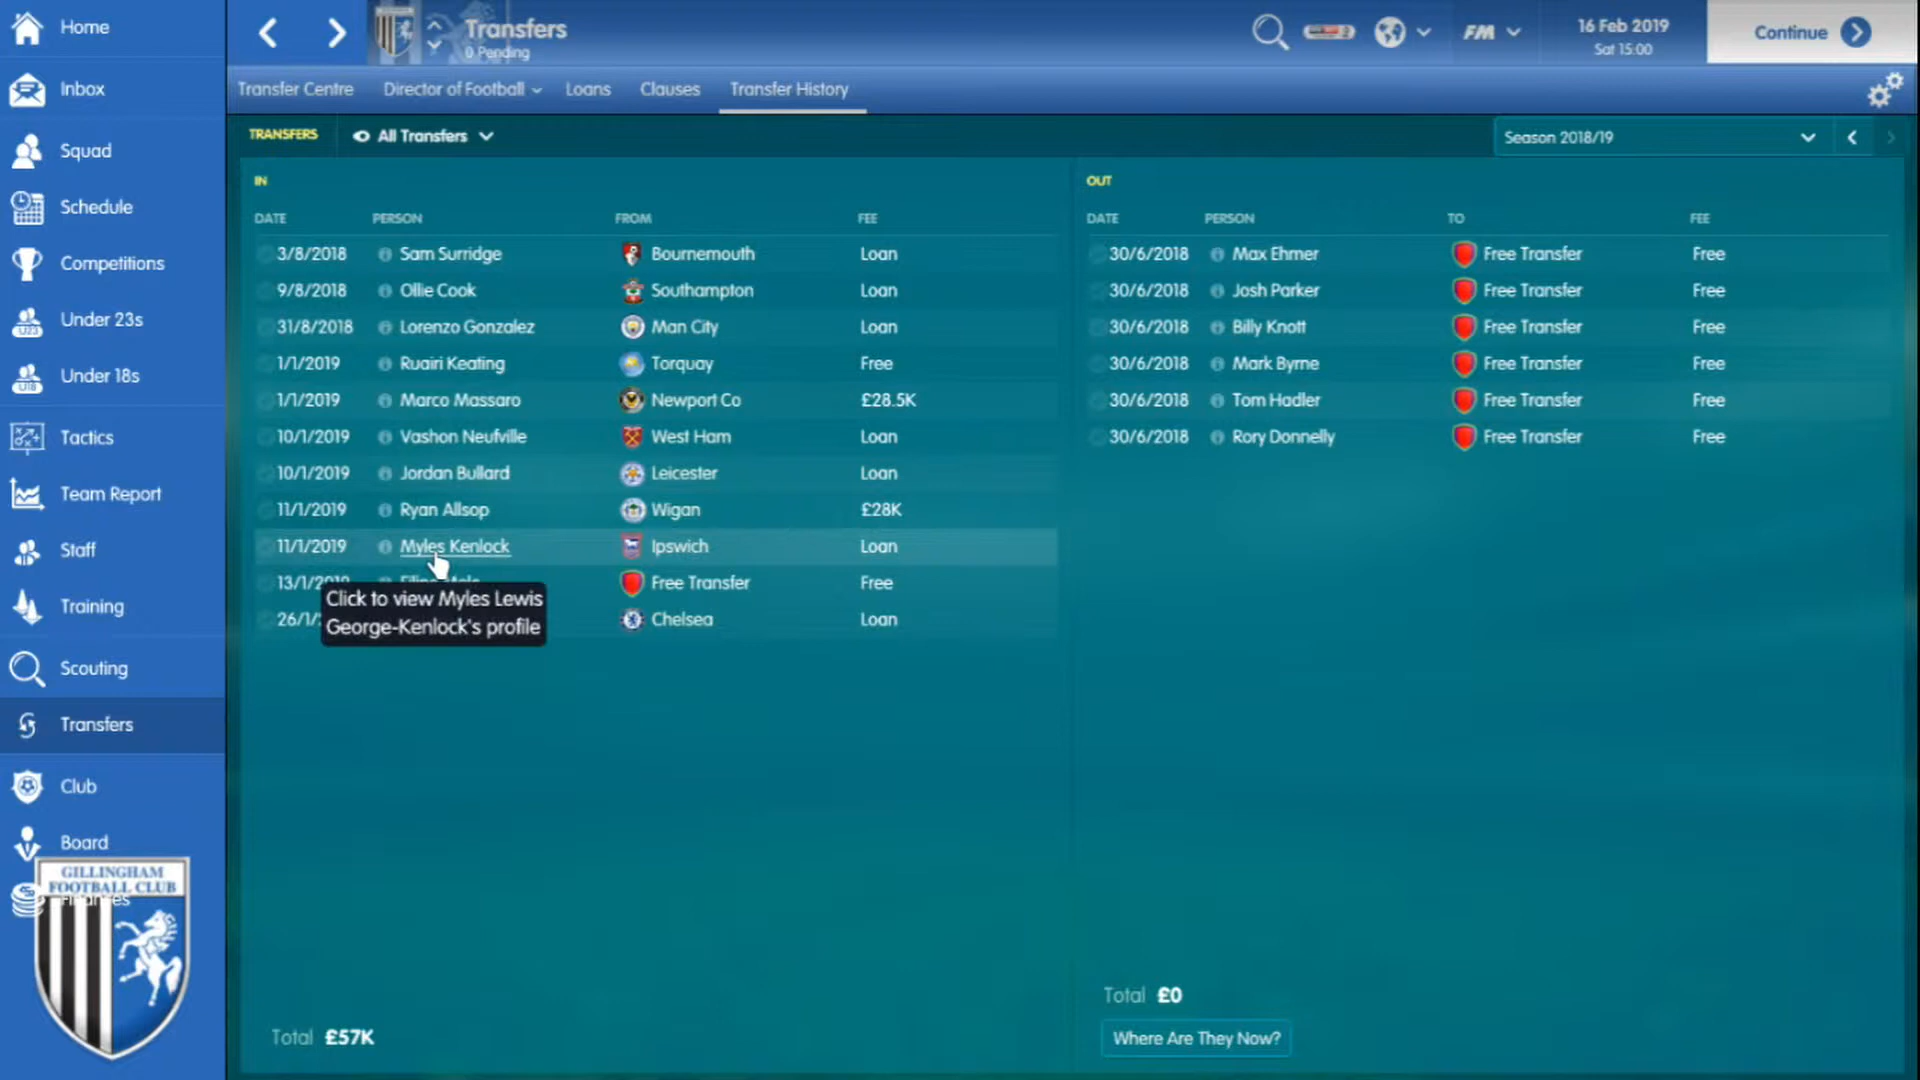 Home
Inbox
Squad
Schedule
Competitions
Under 23s
Under 18s
Tactics
Team Report
Staff
Training
Scouting
Transfers
Club
Board
Finances
GILLINGHAM
FOOTBALL CLUB
Transfers
0 Pending
FM
16 Feb 2019
Sat 15:00
Continue
Transfer Centre Director of Football Loans Clauses Transfer History
TRANSFERS All Transfers Season 2018/19
IN
DATE PERSON FROM FEE
3/8/2018 Sam Surridge Bournemouth Loan
9/8/2018 Ollie Cook Southampton Loan
31/8/2018 Lorenzo Gonzalez Man City Loan
1/1/2019 Ruairi Keating Torquay Free
1/1/2019 Marco Massaro Newport Co £28.5K
10/1/2019 Vashon Neufville West Ham Loan
10/1/2019 Jordan Bullard Leicester Loan
11/1/2019 Ryan Allsop Wigan £28K
11/1/2019 Myles Kenlock Ipswich Loan
13/1/2019 Free Transfer Free
26/1/ Chelsea Loan
Click to view Myles Lewis
George-Kenlock's profile
Total £57K
OUT
DATE PERSON TO FEE
30/6/2018 Max Ehmer Free Transfer Free
30/6/2018 Josh Parker Free Transfer Free
30/6/2018 Billy Knott Free Transfer Free
30/6/2018 Mark Byrne Free Transfer Free
30/6/2018 Tom Hadler Free Transfer Free
30/6/2018 Rory Donnelly Free Transfer Free
Total £0
Where Are They Now?